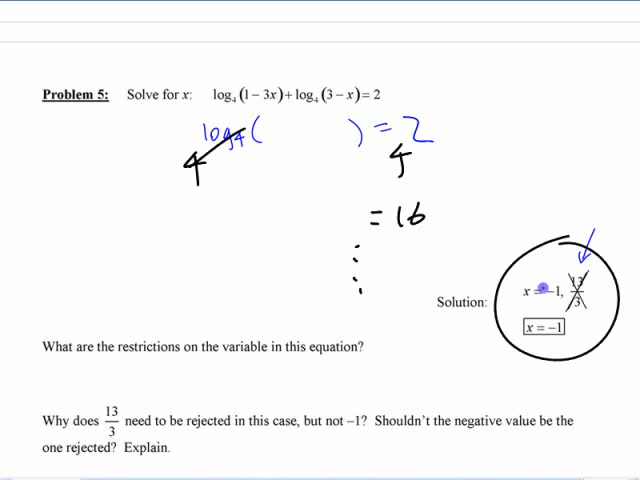 Problem 5: Solve for x: log₄(1 − 3x) + log₄(3 − x) = 2
log₄( ) = 2
4 4
= 16
Solution: x = −1, 13/3
x = −1
What are the restrictions on the variable in this equation?
Why does 13/3 need to be rejected in this case, but not −1? Shouldn't the negative value be the
one rejected? Explain.